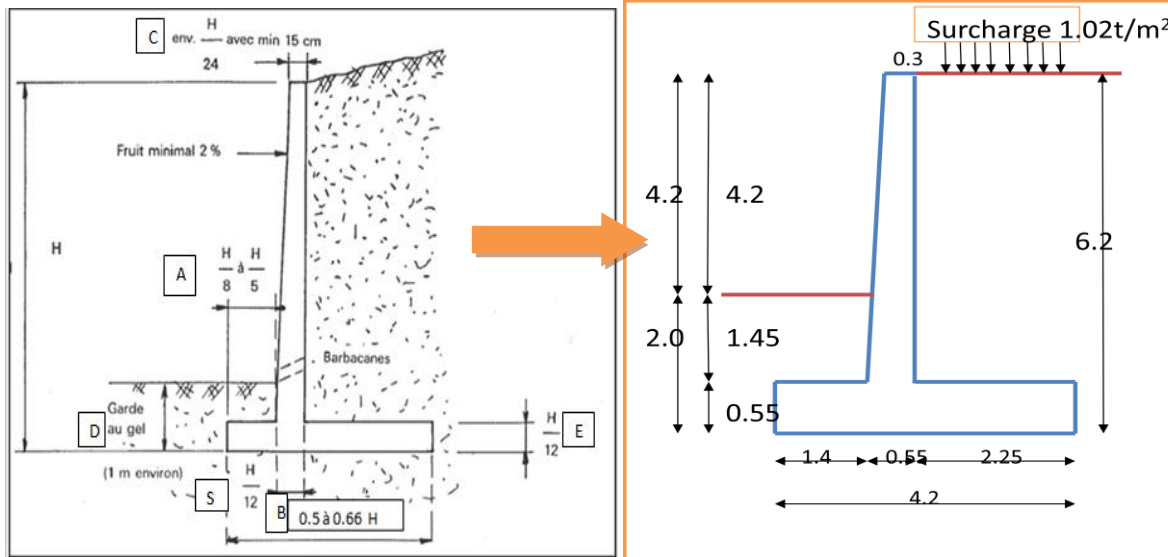 C
H
env. — avec min 15 cm
24
Fruit minimal 2 %
H
A
H à H
8 5
Barbacanes
D
Garde
au gel
(1 m environ)
H
12
E
S
H
12
B
0.5 à 0.66 H
Surcharge 1.02t/m²
0.3
4.2
4.2
6.2
2.0
1.45
0.55
1.4
0.55
2.25
4.2